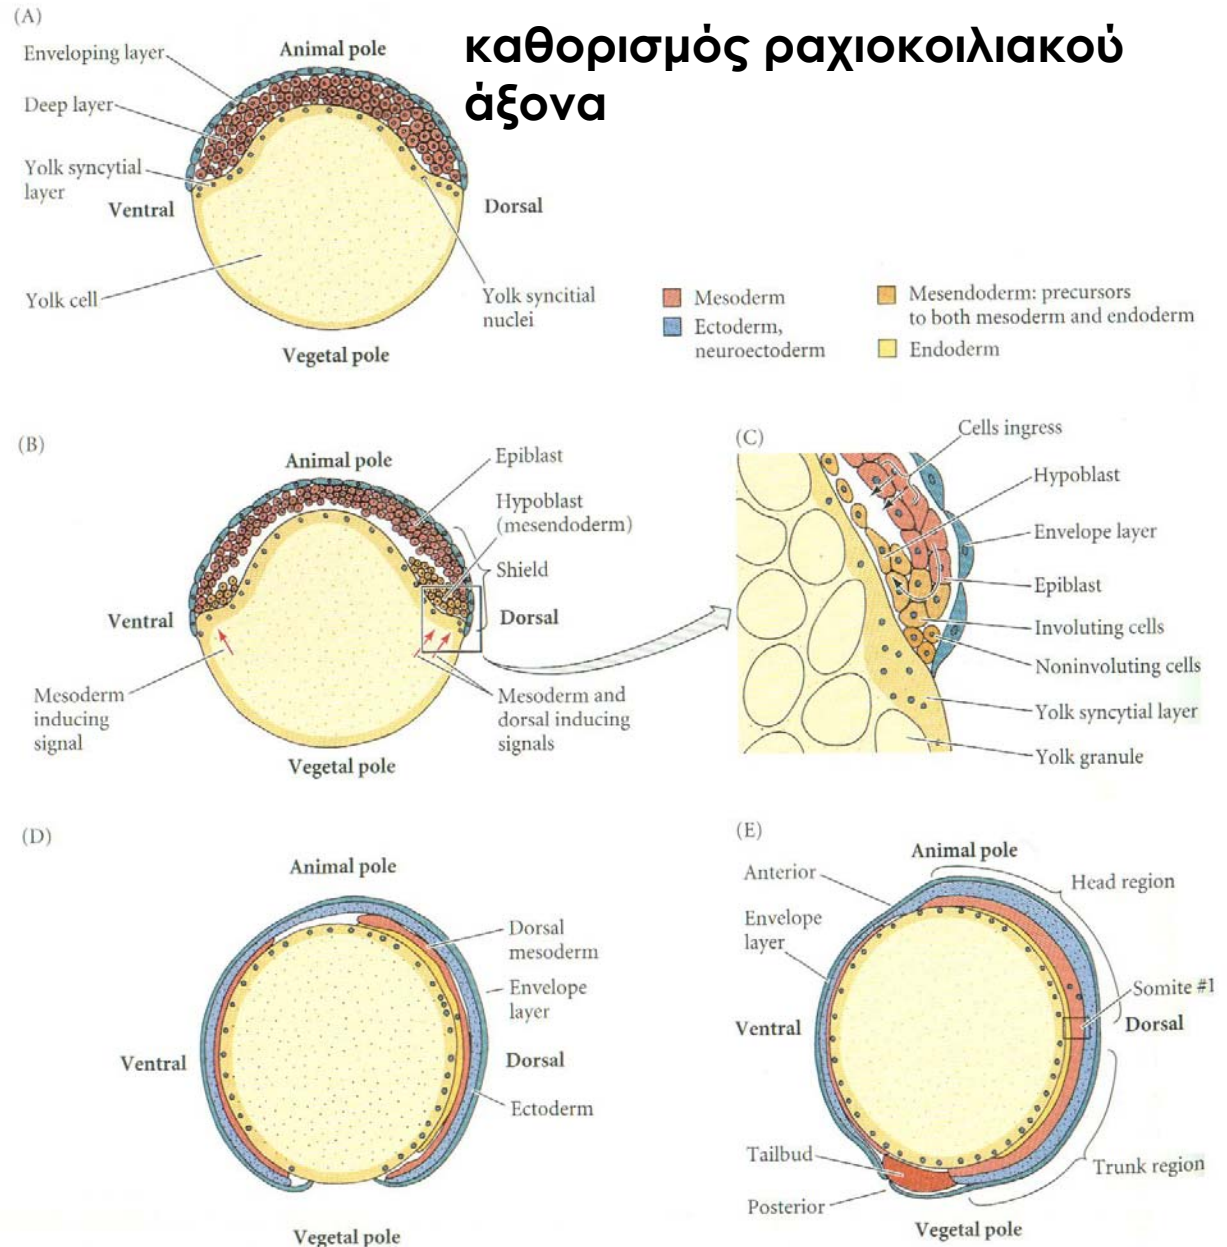 (A)
καθορισμός ραχιοκοιλιακού
άξονα
Enveloping layer
Animal pole
Deep layer
Yolk syncytial
layer
Ventral
Dorsal
Yolk cell
Yolk syncitial
nuclei
Vegetal pole
Mesoderm
Ectoderm,
neuroectoderm
Mesendoderm: precursors
to both mesoderm and endoderm
Endoderm
(B)
Animal pole
Epiblast
Hypoblast
(mesendoderm)
Shield
Ventral
Dorsal
Mesoderm
inducing
signal
Mesoderm and
dorsal inducing
signals
Vegetal pole
(C)
Cells ingress
Hypoblast
Envelope layer
Epiblast
Involuting cells
Noninvoluting cells
Yolk syncytial layer
Yolk granule
(D)
Animal pole
Dorsal
mesoderm
Envelope
layer
Ventral
Dorsal
Ectoderm
Vegetal pole
(E)
Animal pole
Anterior
Head region
Envelope
layer
Somite #1
Ventral
Dorsal
Tailbud
Trunk region
Posterior
Vegetal pole